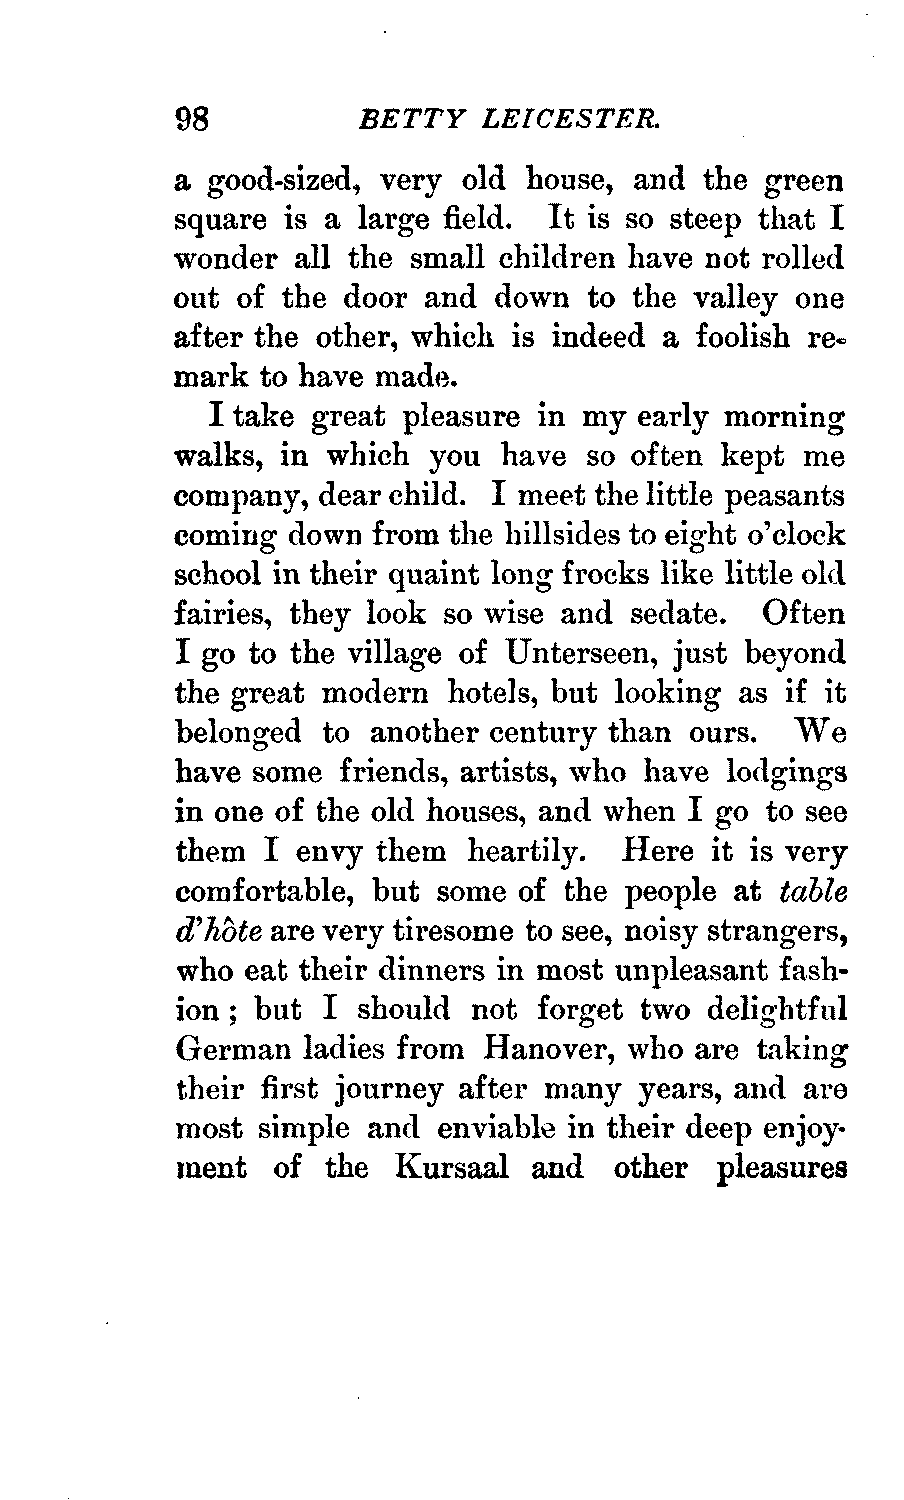 98 BETTY LEICESTER.
a good-sized, very old house, and the green
square is a large field. It is so steep that I
wonder all the small children have not rolled
out of the door and down to the valley one
after the other, which is indeed a foolish re-
mark to have made.
I take great pleasure in my early morning
walks, in which you have so often kept me
company, dear child. I meet the little peasants
coming down from the hillsides to eight o'clock
school in their quaint long frocks like little old
fairies, they look so wise and sedate. Often
I go to the village of Unterseen, just beyond
the great modern hotels, but looking as if it
belonged to another century than ours. We
have some friends, artists, who have lodgings
in one of the old houses, and when I go to see
them I envy them heartily. Here it is very
comfortable, but some of the people at table
d'hôte are very tiresome to see, noisy strangers,
who eat their dinners in most unpleasant fash-
ion ; but I should not forget two delightful
German ladies from Hanover, who are taking
their first journey after many years, and are
most simple and enviable in their deep enjoy-
ment of the Kursaal and other pleasures